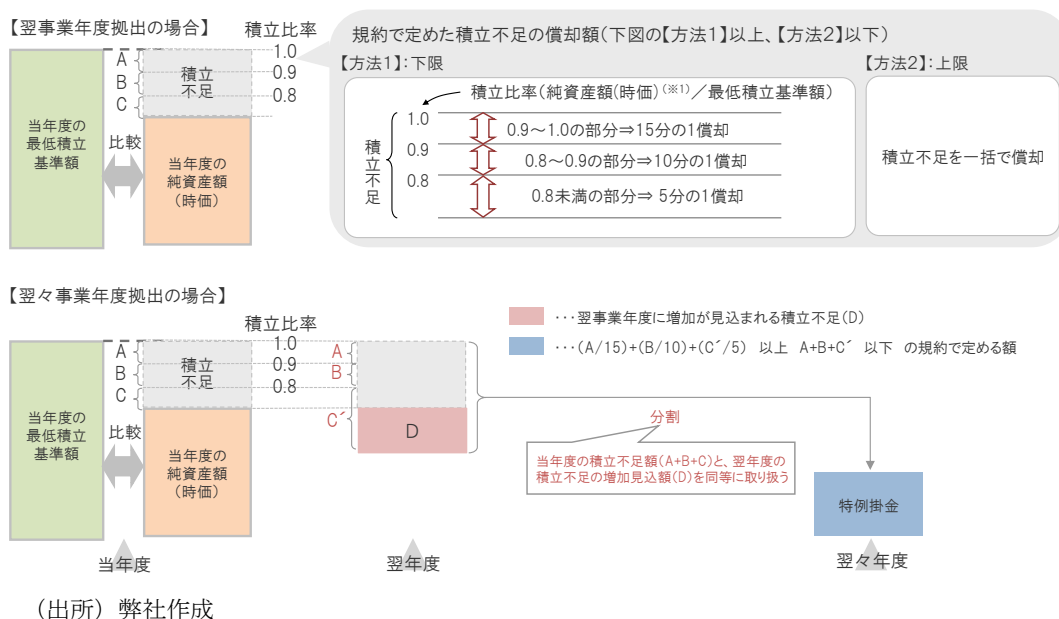 【翌事業年度拠出の場合】
積立比率
A
B
C
1.0
0.9
0.8
積立
不足
当年度の
最低積立
基準額
比較
当年度の
純資産額
(時価)
規約で定めた積立不足の償却額(下図の【方法1】以上、【方法2】以下)
【方法1】:下限
積立比率(純資産額(時価)(※1)/最低積立基準額)
積立不足
1.0
0.9
0.8
0.9~1.0の部分⇒15分の1償却
0.8~0.9の部分⇒10分の1償却
0.8未満の部分⇒ 5分の1償却
【方法2】:上限
積立不足を一括で償却
【翌々事業年度拠出の場合】
積立比率
A
B
C
1.0
0.9
0.8
積立
不足
当年度の
最低積立
基準額
比較
当年度の
純資産額
(時価)
A
B
C´
D
・・・翌事業年度に増加が見込まれる積立不足(D)
・・・(A/15)+(B/10)+(C´/5) 以上 A+B+C´ 以下 の規約で定める額
分割
当年度の積立不足額(A+B+C)と、翌年度の
積立不足の増加見込額(D)を同等に取り扱う
特例掛金
当年度
翌年度
翌々年度
(出所)弊社作成